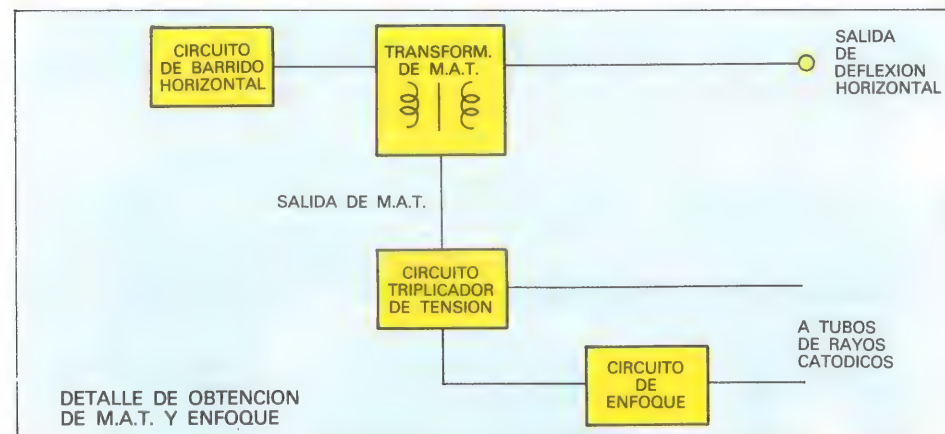 CIRCUITO
DE BARRIDO
HORIZONTAL
TRANSFORM.
DE M.A.T.
SALIDA
DE
DEFLEXION
HORIZONTAL
SALIDA DE M.A.T.
CIRCUITO
TRIPLICADOR
DE TENSION
A TUBOS
DE RAYOS
CATODICOS
CIRCUITO
DE
ENFOQUE
DETALLE DE OBTENCION
DE M.A.T. Y ENFOQUE